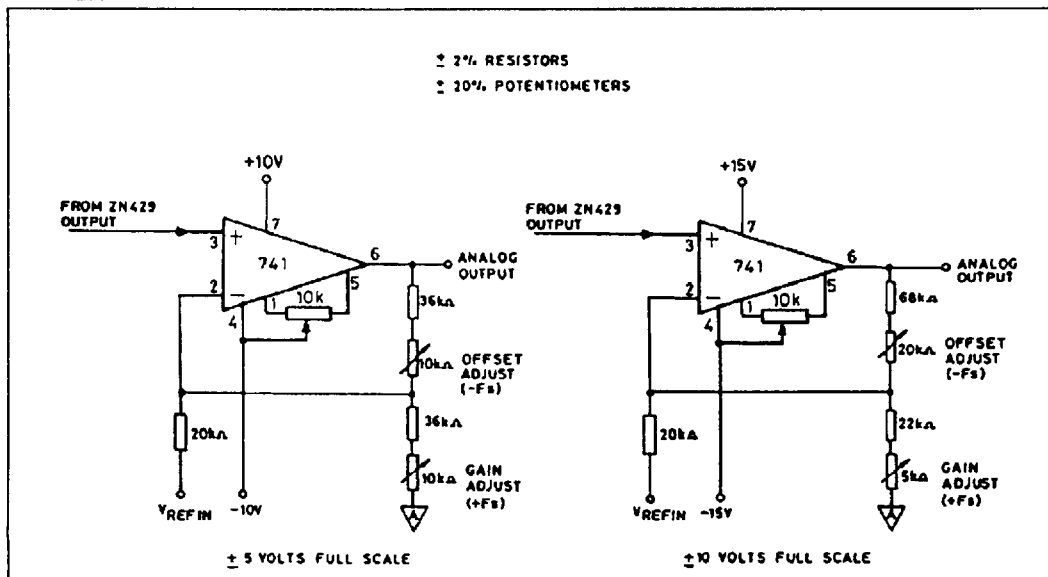 ± 2% RESISTORS
± 20% POTENTIOMETERS
+10V
FROM ZN429
OUTPUT
3
+
7
741
6
ANALOG
OUTPUT
2
−
4
1
10k
5
36kΩ
10kΩ
OFFSET
ADJUST
(-Fs)
20kΩ
36kΩ
10kΩ
GAIN
ADJUST
(+Fs)
VREFIN
-10V
A
± 5 VOLTS FULL SCALE
+15V
FROM ZN429
OUTPUT
3
+
7
741
6
ANALOG
OUTPUT
2
−
4
1
10k
5
68kΩ
20kΩ
OFFSET
ADJUST
(-Fs)
20kΩ
22kΩ
5kΩ
GAIN
ADJUST
(+Fs)
VREFIN
-15V
A
±10 VOLTS FULL SCALE